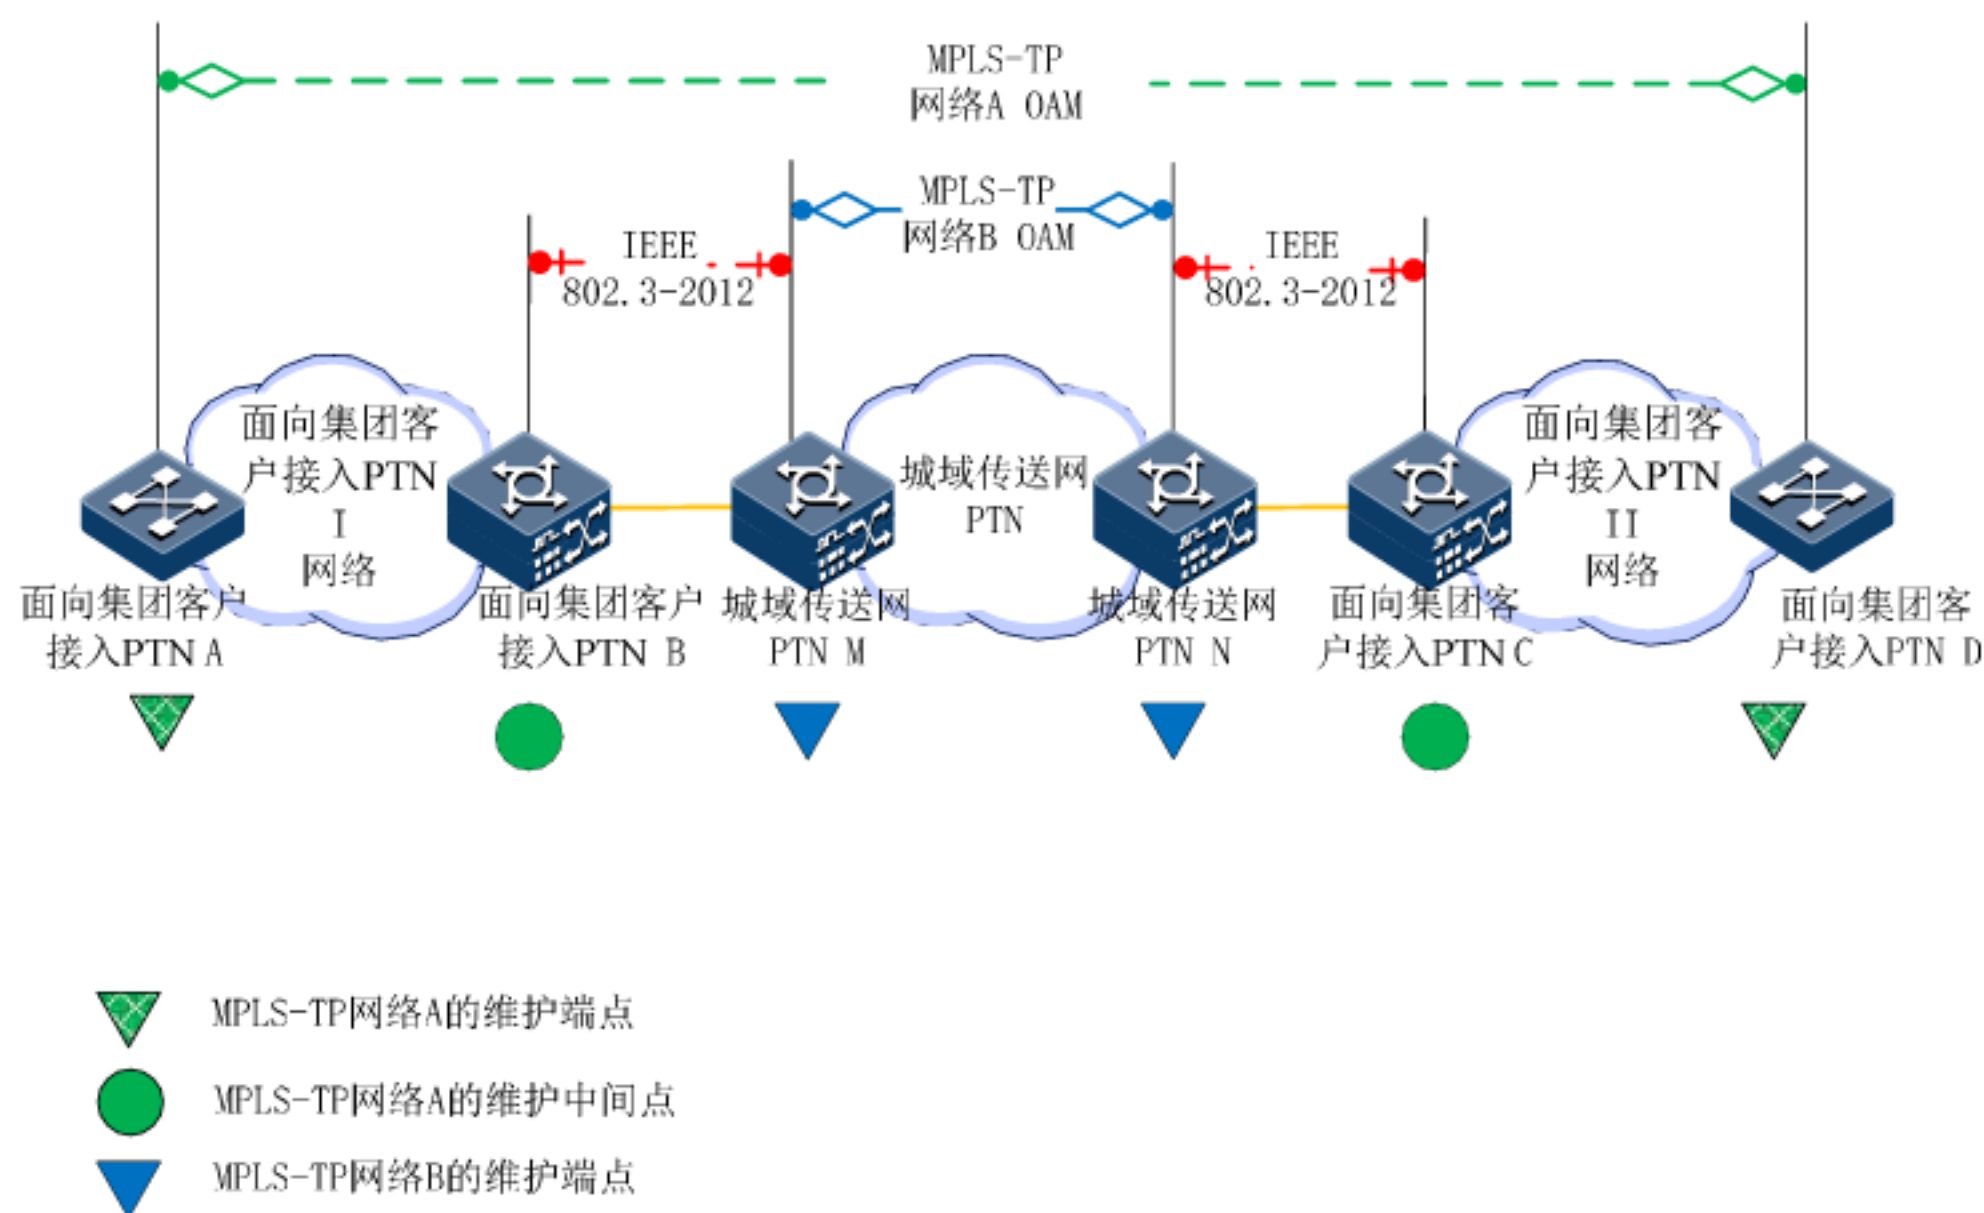 MPLS-TP
网络A OAM
MPLS-TP
网络B OAM
IEEE
802.3-2012
IEEE
802.3-2012
面向集团客
户接入PTN
I
网络
城域传送网
PTN
面向集团客
户接入PTN
II
网络
面向集团客户
接入PTN A
面向集团客户
接入PTN B
城域传送网
PTN M
城域传送网
PTN N
面向集团客
户接入PTN C
面向集团客
户接入PTN D
MPLS-TP网络A的维护端点
MPLS-TP网络A的维护中间点
MPLS-TP网络B的维护端点